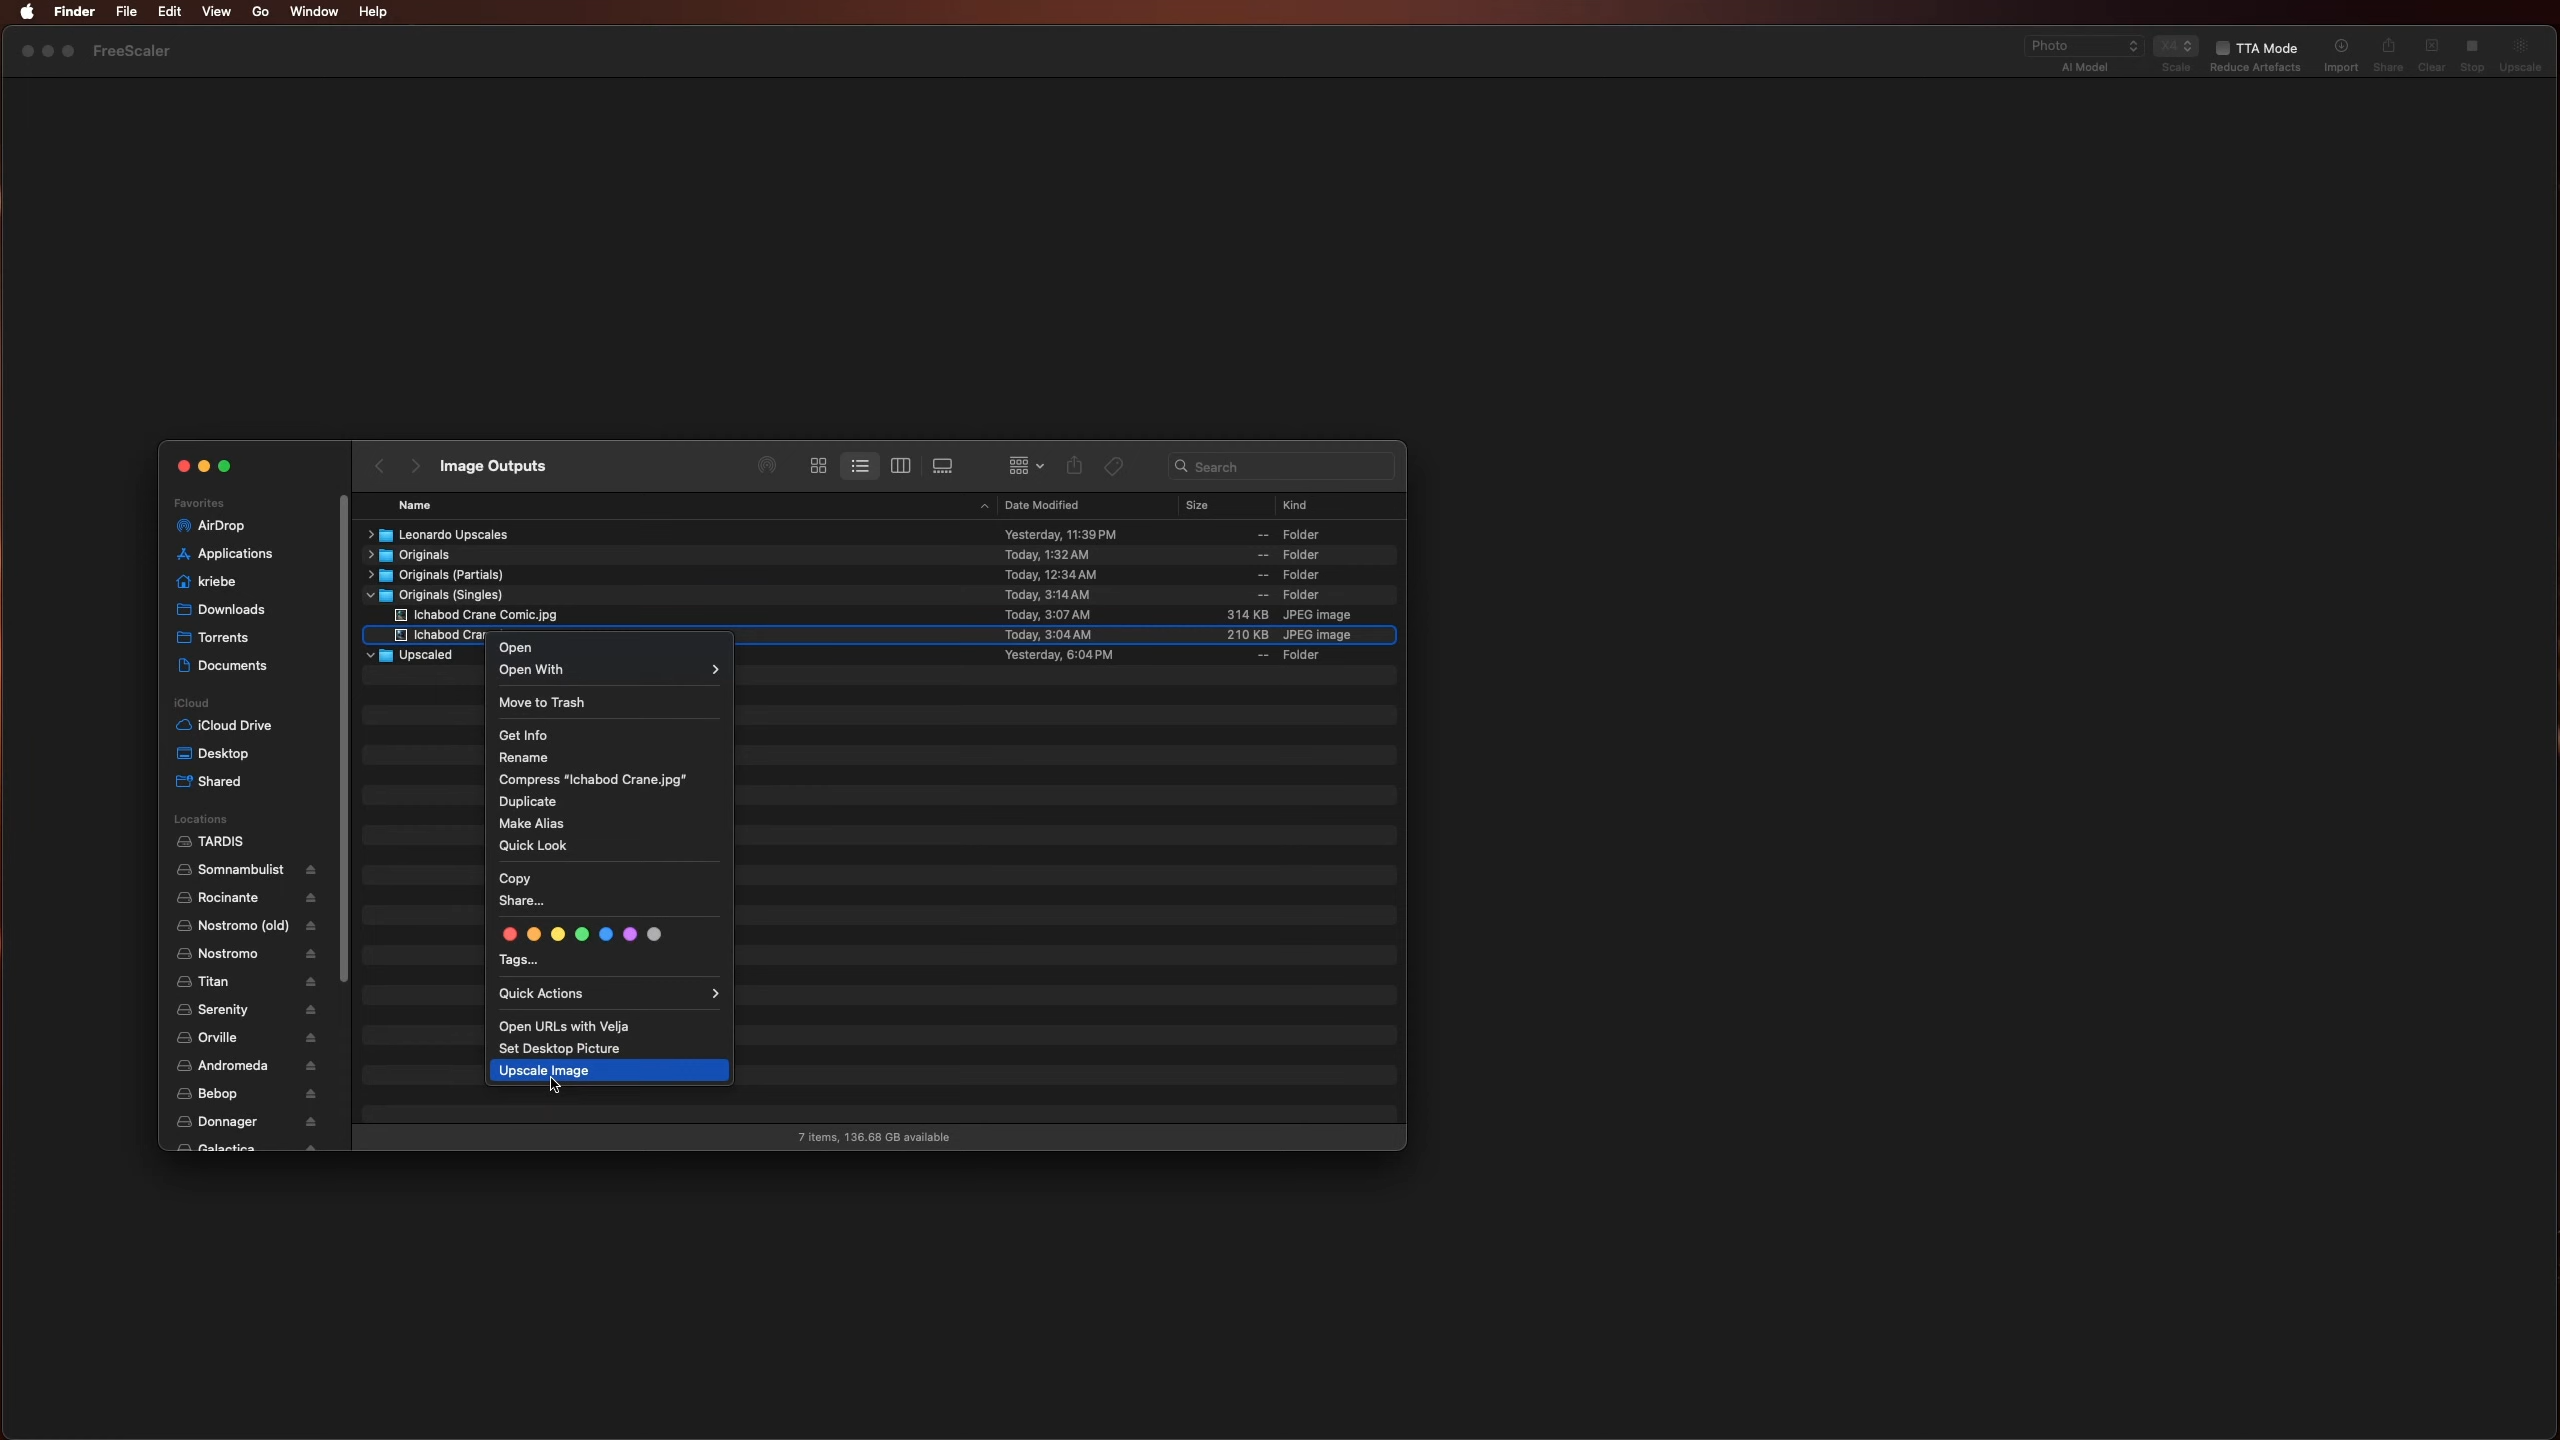 Finder File Edit View Go Window Help
FreeScaler
Photo X4 TTA Mode
AI Model Scale Reduce Artefacts Import Share Clear Stop Upscale
Image Outputs
Search
Favorites
AirDrop
Applications
kriebe
Downloads
Torrents
Documents
iCloud
iCloud Drive
Desktop
Shared
Locations
TARDIS
Somnambulist
Rocinante
Nostromo (old)
Nostromo
Titan
Serenity
Orville
Andromeda
Bebop
Donnager
Galactica
Name Date Modified Size Kind
Leonardo Upscales Yesterday, 11:39 PM -- Folder
Originals Today, 1:32 AM -- Folder
Originals (Partials) Today, 12:34 AM -- Folder
Originals (Singles) Today, 3:14 AM -- Folder
Ichabod Crane Comic.jpg Today, 3:07 AM 314 KB JPEG image
Ichabod Cran Today, 3:04 AM 210 KB JPEG image
Upscaled Yesterday, 6:04 PM -- Folder
Open
Open With
Move to Trash
Get Info
Rename
Compress “Ichabod Crane.jpg”
Duplicate
Make Alias
Quick Look
Copy
Share...
Tags...
Quick Actions
Open URLs with Velja
Set Desktop Picture
Upscale Image
7 items, 136.68 GB available